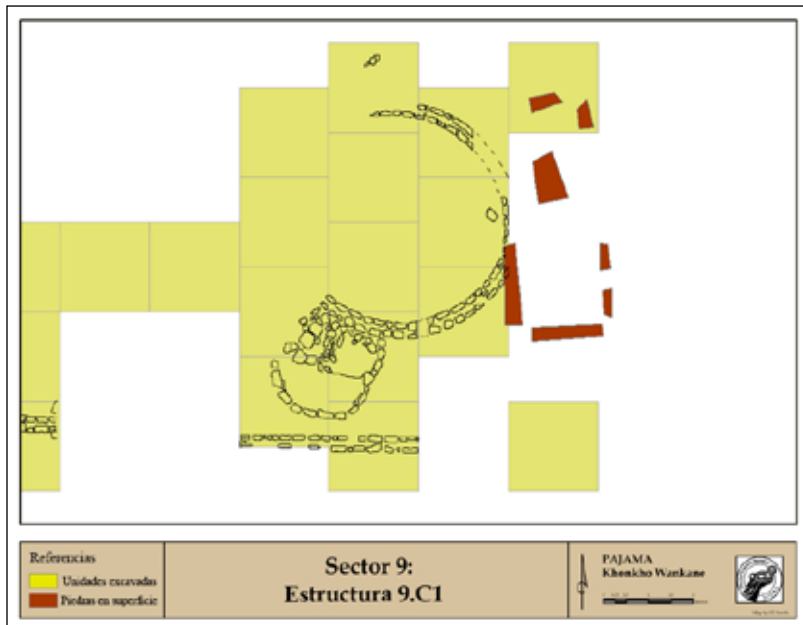 Referencias
Unidades excavadas
Piedras en superficie
Sector 9:
Estructura 9.C1
PAJAMA
Khonkho Wankane